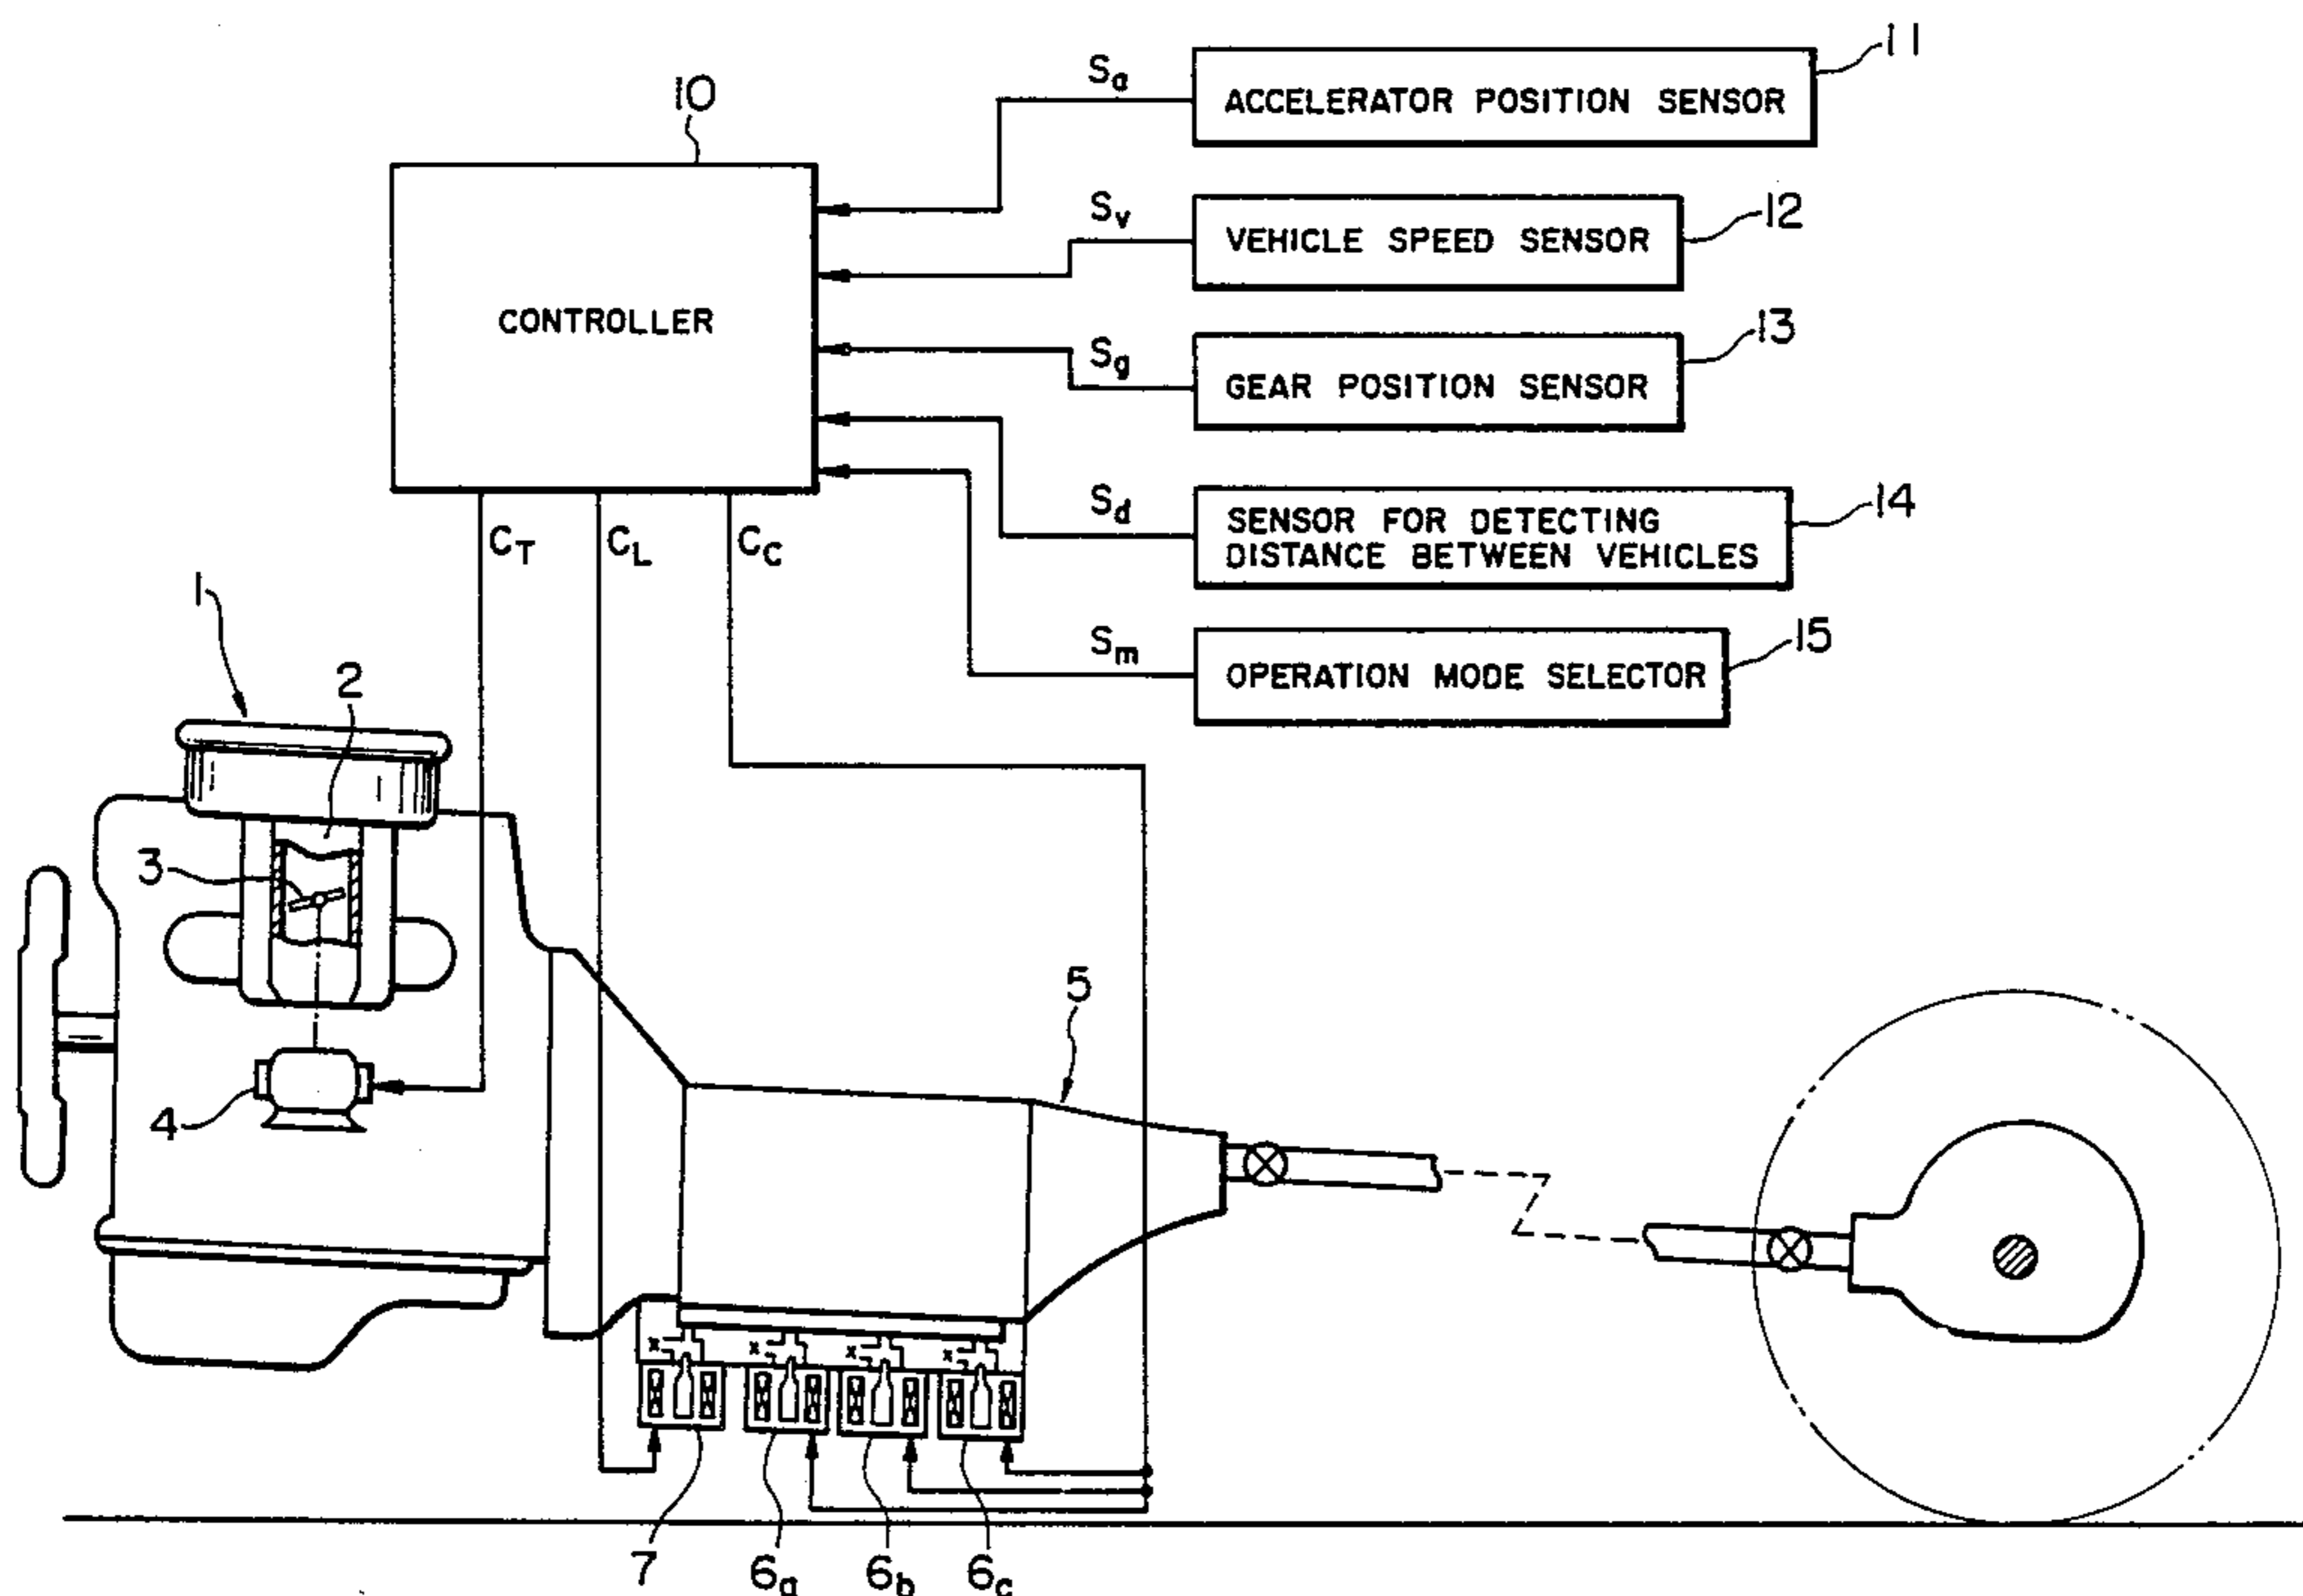 11
Sa
ACCELERATOR POSITION SENSOR
10
Sv
VEHICLE SPEED SENSOR
12
CONTROLLER
Sg
GEAR POSITION SENSOR
13
Sd
SENSOR FOR DETECTING
DISTANCE BETWEEN VEHICLES
14
CT
CL
CC
Sm
OPERATION MODE SELECTOR
15
1
2
3
4
5
x
x
x
x
7
6a
6b
6c